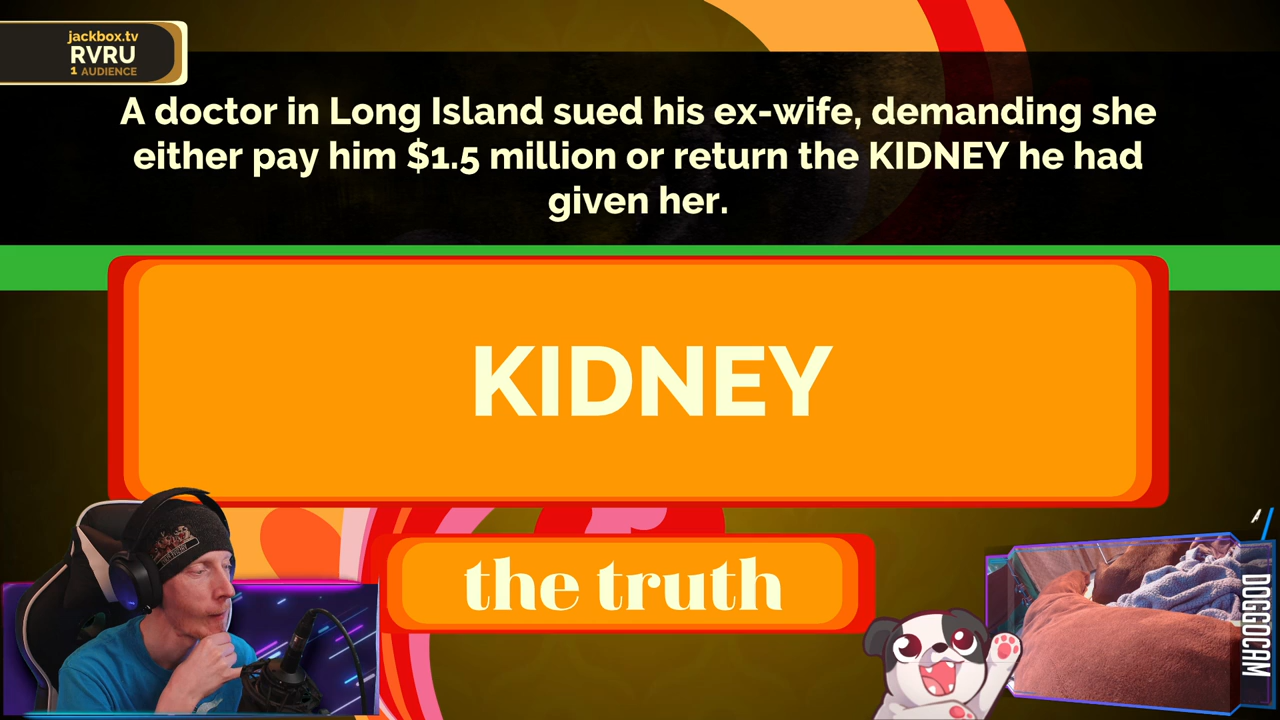 jackbox.tv
RVRU
1 AUDIENCE
A doctor in Long Island sued his ex-wife, demanding she
either pay him $1.5 million or return the KIDNEY he had
given her.
KIDNEY
the truth
DOGGOCAM